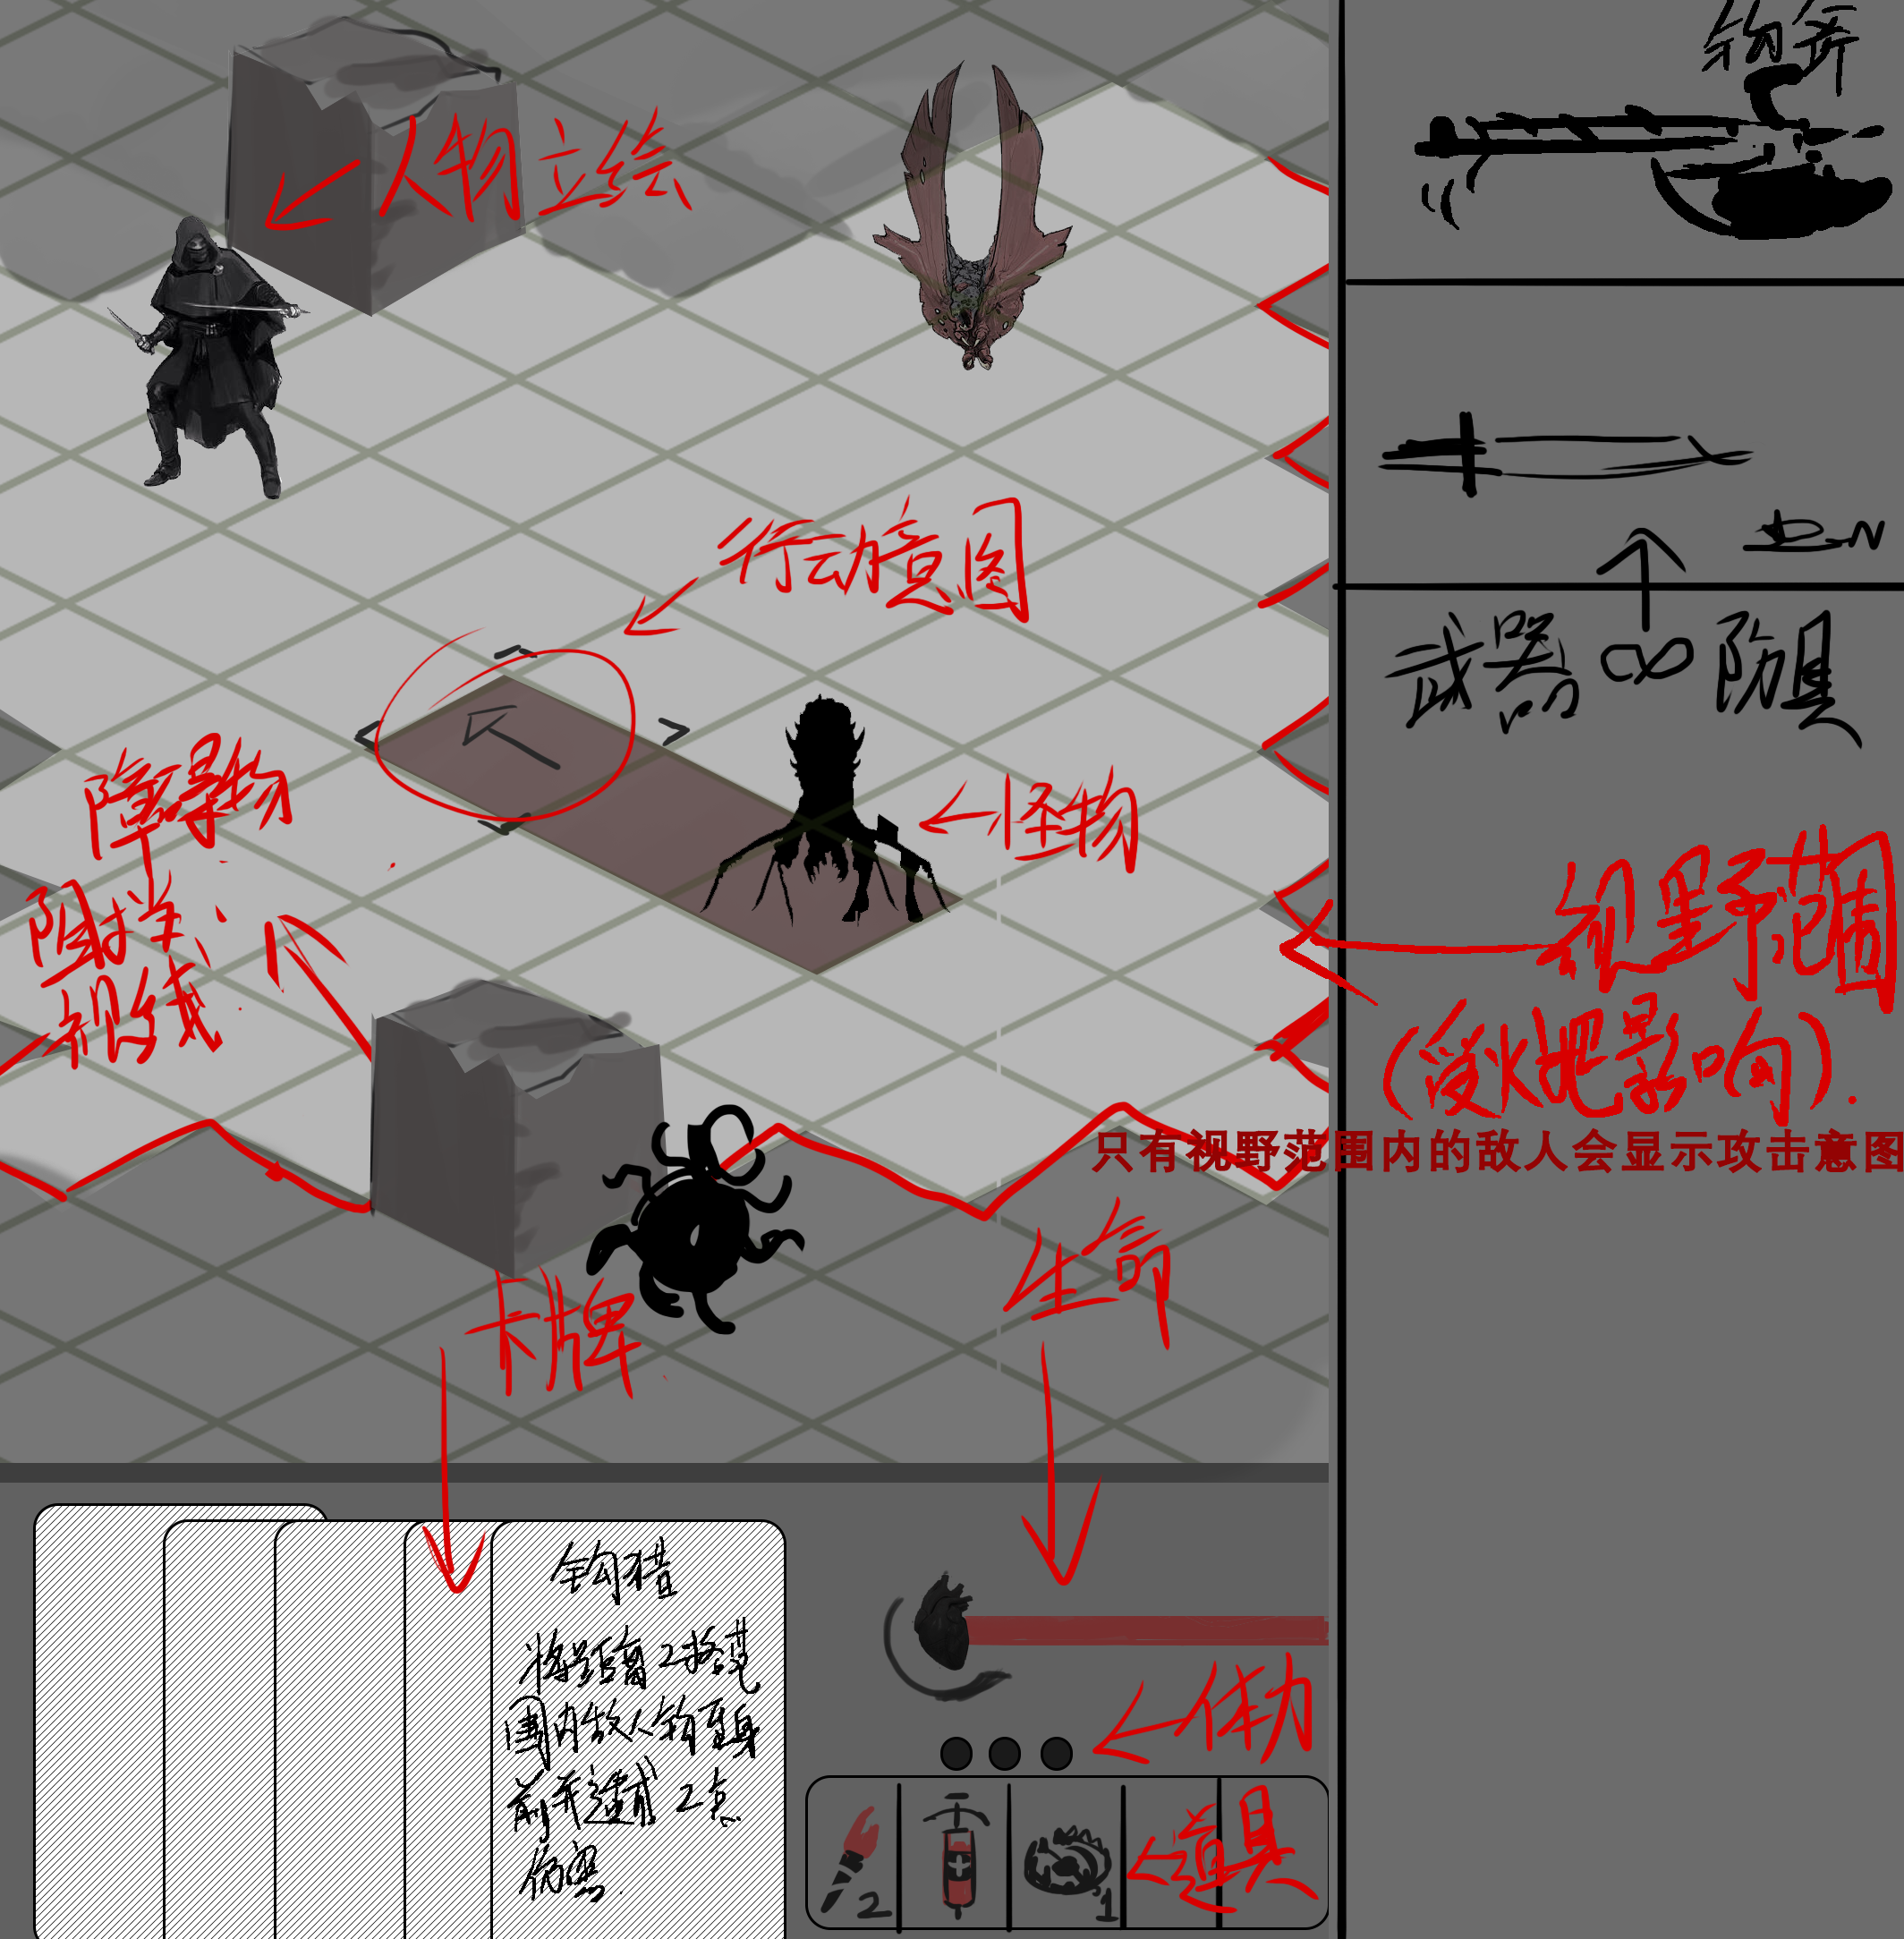 钩斧
人物立绘
行动意图
武器 防具
障碍物
阻挡
视线
怪物
视野范围
(受火把影响).
只有视野范围内的敌人会显示攻击意图
生命
卡牌
钩猎
将距离2格范
围内敌人钩至身
前并造成2点
伤害.
体力
道具
2
1